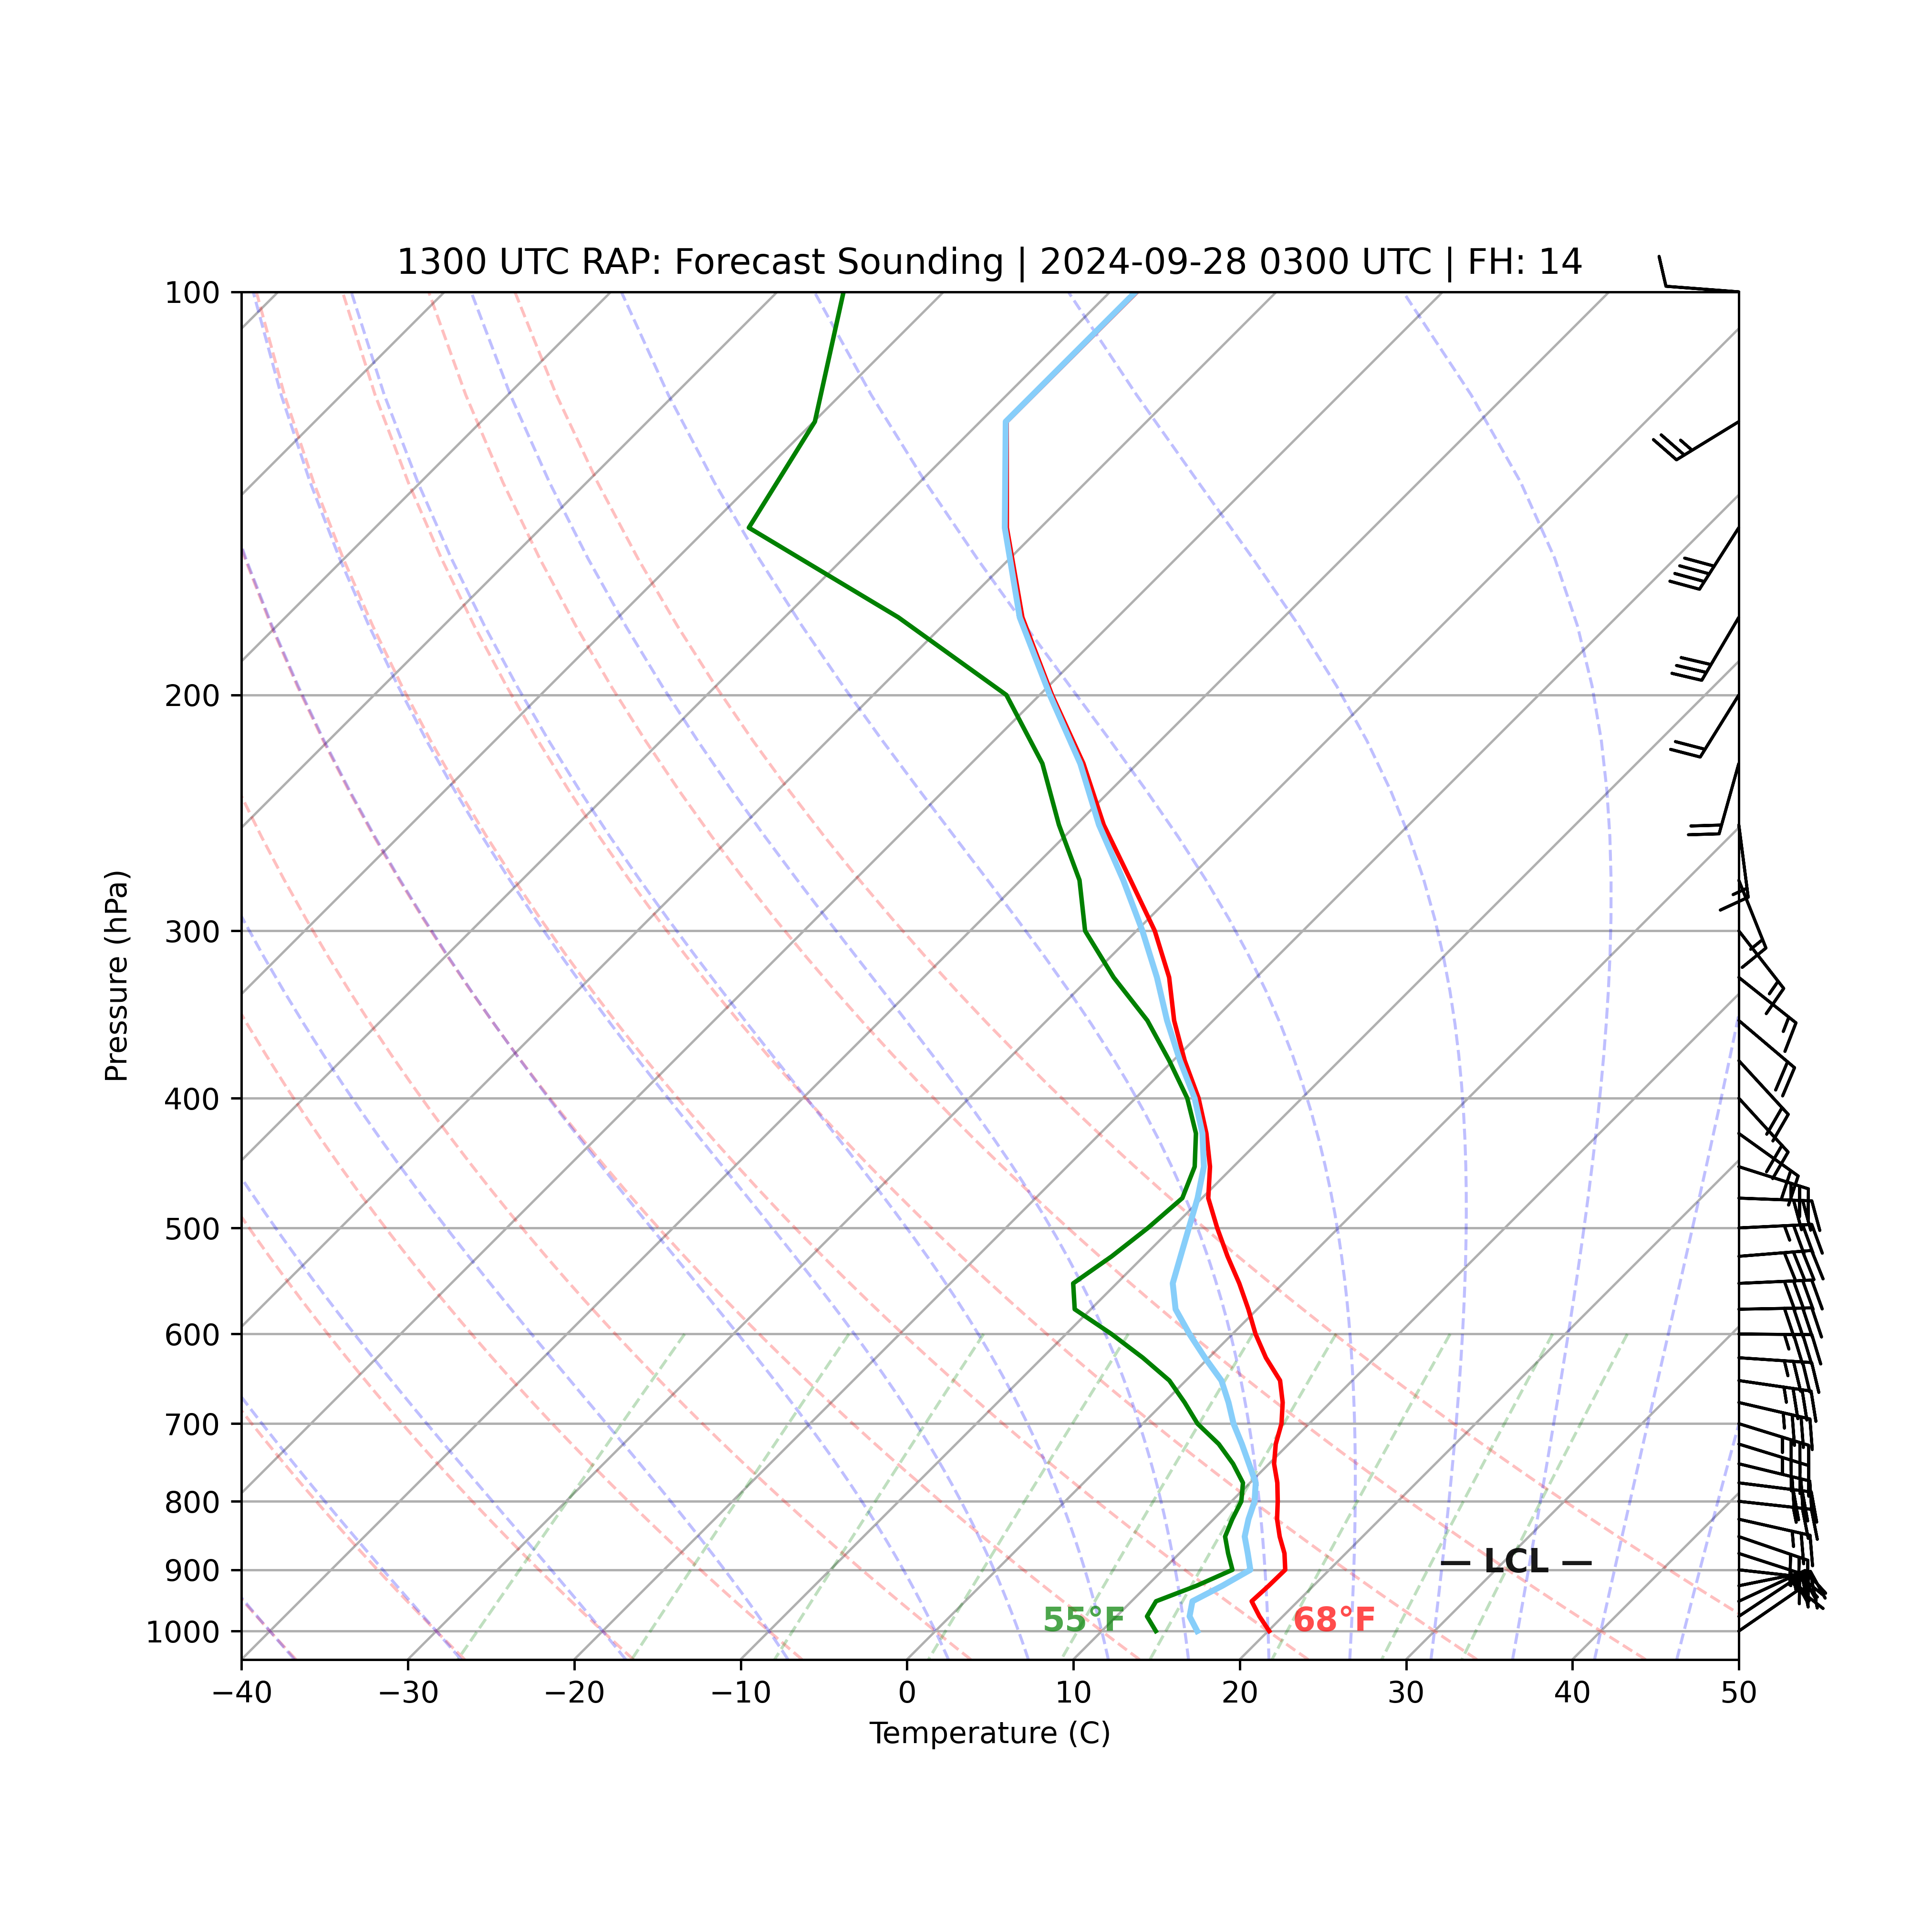 1300 UTC RAP: Forecast Sounding | 2024-09-28 0300 UTC | FH: 14
100
200
300
400
500
600
700
800
900
1000
Pressure (hPa)
— LCL —
55°F
68°F
−40 −30 −20 −10 0 10 20 30 40 50
Temperature (C)